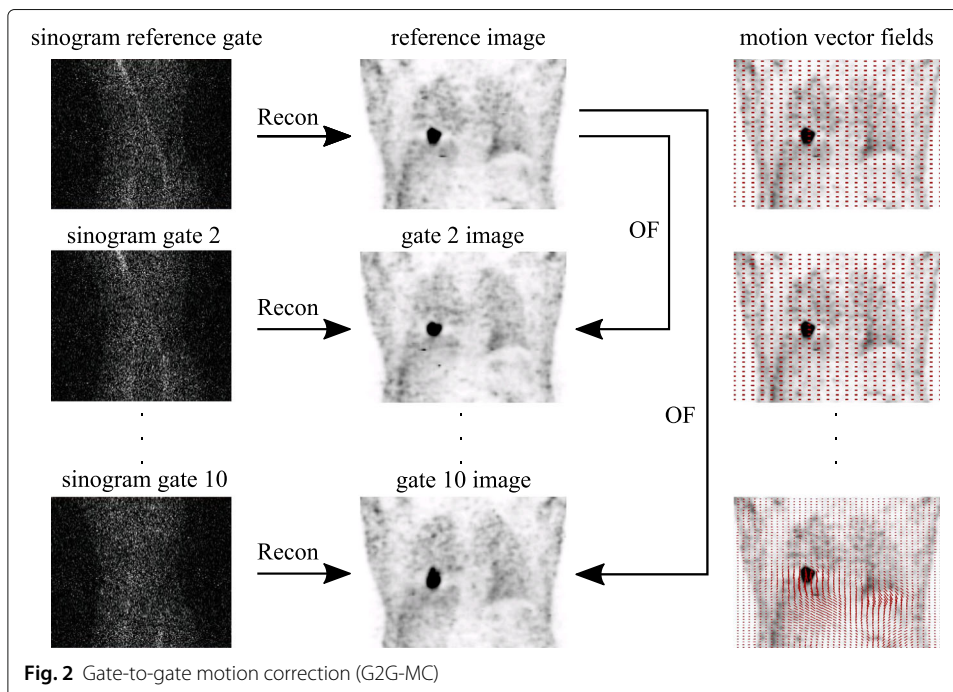 sinogram reference gate
reference image
motion vector fields
Recon
OF
sinogram gate 2
gate 2 image
Recon
OF
sinogram gate 10
gate 10 image
Recon
Fig. 2 Gate-to-gate motion correction (G2G-MC)